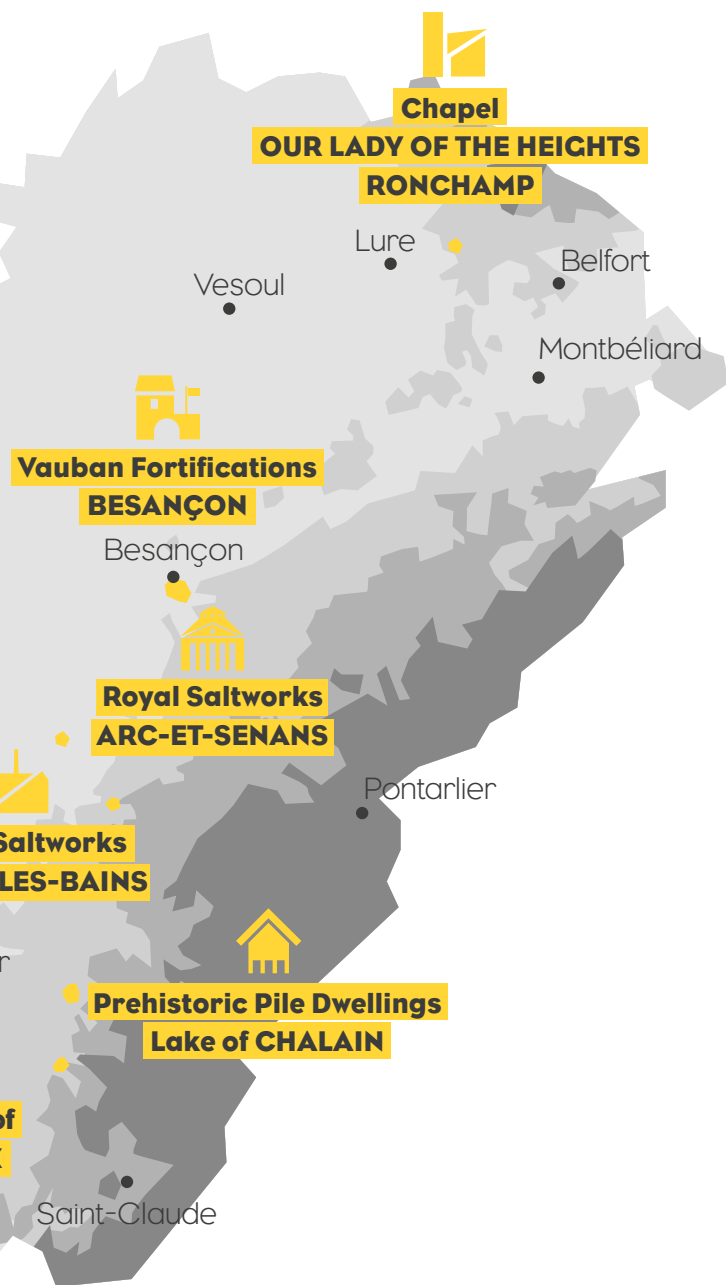 Chapel
OUR LADY OF THE HEIGHTS
RONCHAMP
Lure
Belfort
Vesoul
Montbéliard
Vauban Fortifications
BESANÇON
Besançon
Royal Saltworks
ARC-ET-SENANS
Pontarlier
Saltworks
LES-BAINS
r
Prehistoric Pile Dwellings
Lake of CHALAIN
of
Saint-Claude